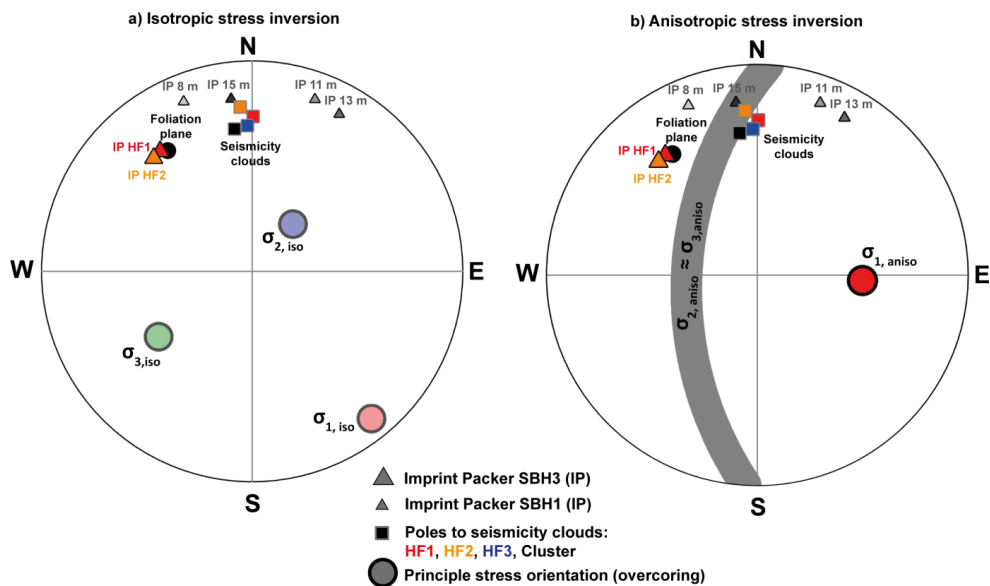 a) Isotropic stress inversion
N
IP 8 m
IP 15 m
IP 11 m
IP 13 m
Foliation
plane
IP HF1
IP HF2
Seismicity
clouds
σ2, iso
W
E
σ3,iso
σ1, iso
S
b) Anisotropic stress inversion
N
IP 8 m
IP 15 m
IP 11 m
IP 13 m
Foliation
plane
IP HF1
IP HF2
Seismicity
clouds
σ2, aniso ≈ σ3,aniso
σ1, aniso
W
E
S
Imprint Packer SBH3 (IP)
Imprint Packer SBH1 (IP)
Poles to seismicity clouds:
HF1, HF2, HF3, Cluster
Principle stress orientation (overcoring)